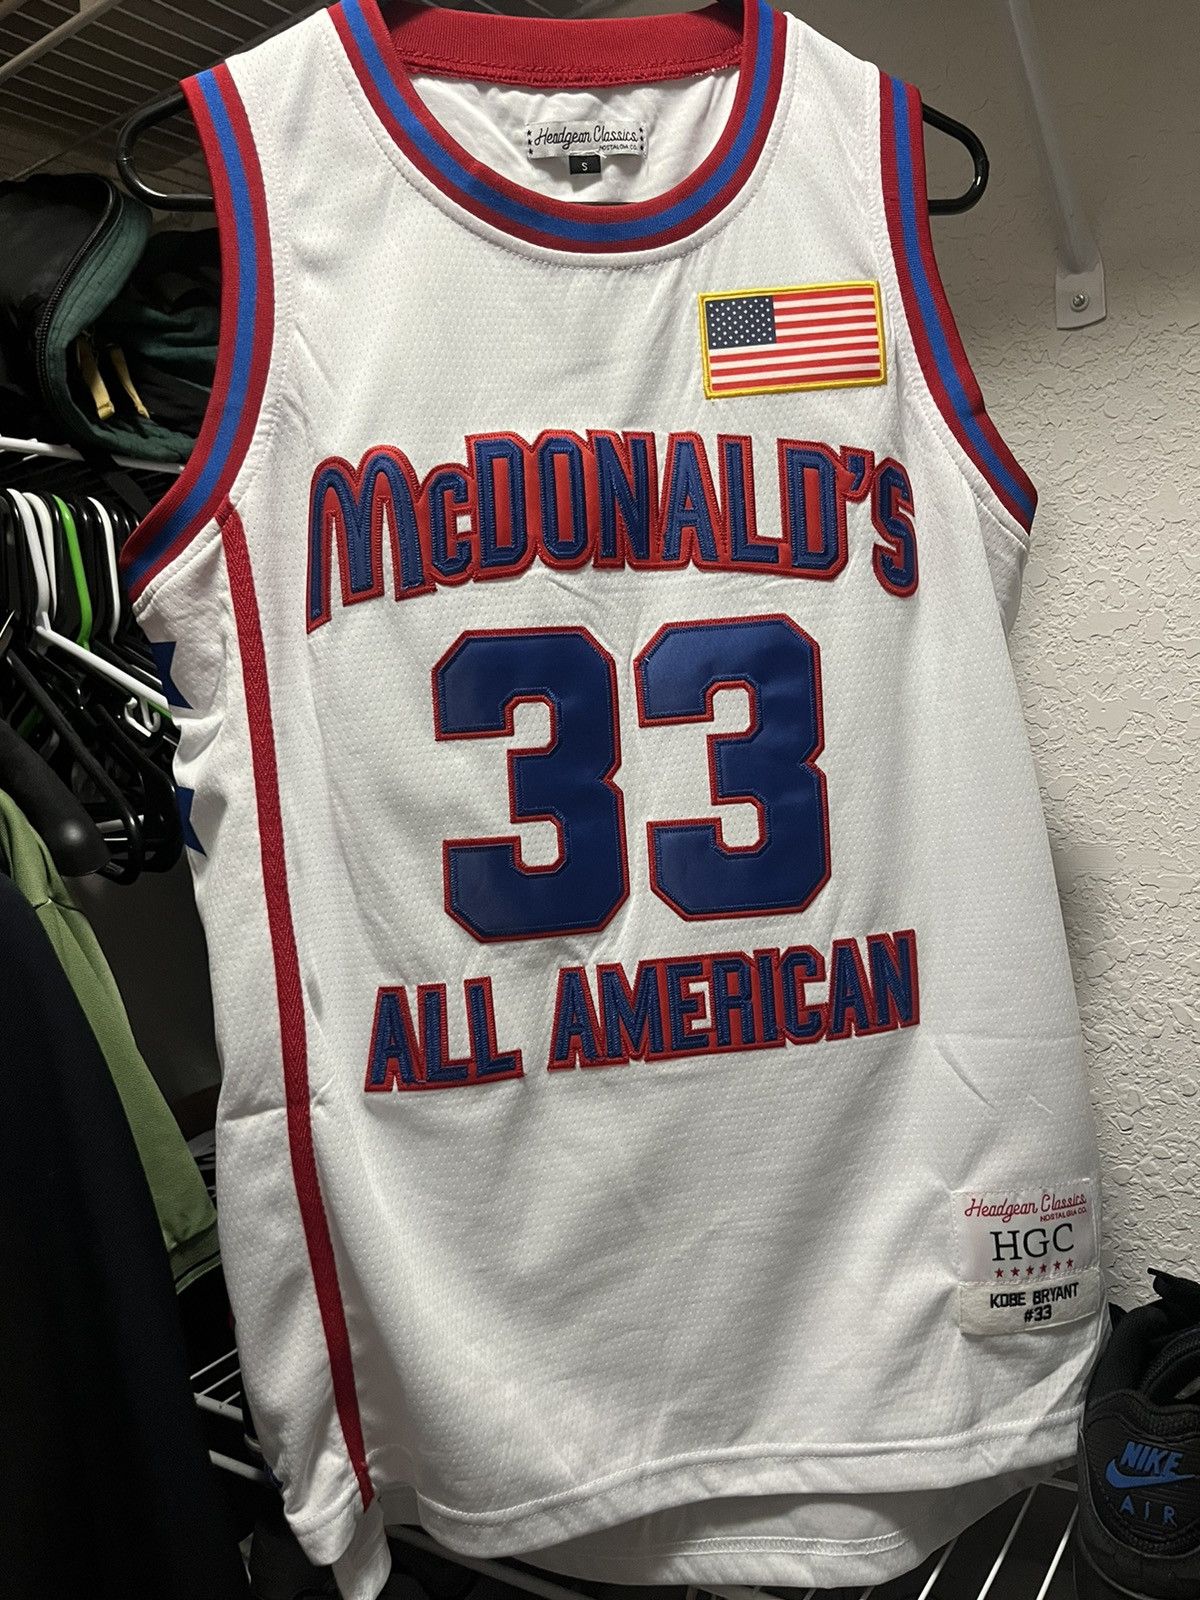 Headgear Classics
NOSTALGIA CO.
S
McDONALD'S
33
ALL AMERICAN
Headgear Classics
NOSTALGIA CO.
HGC
KOBE BRYANT
#33
NIKE
AIR